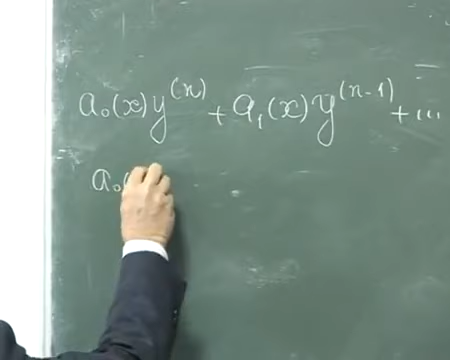 a₀(x)y⁽ⁿ⁾ + a₁(x)y⁽ⁿ⁻¹⁾ + ...
a₀(